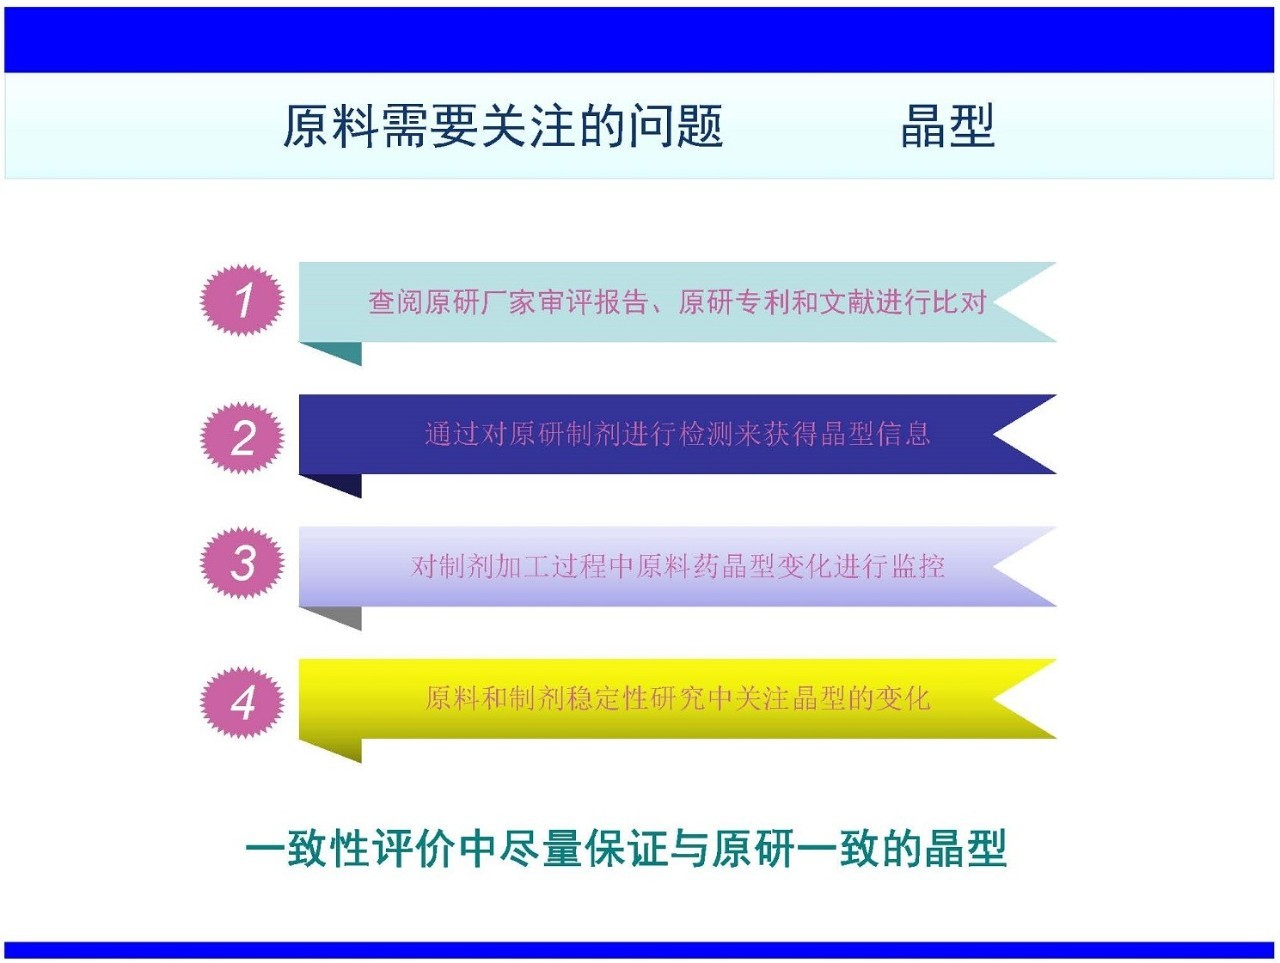 原料需要关注的问题 晶型
1
查阅原研厂家审评报告、原研专利和文献进行比对
2
通过对原研制剂进行检测来获得晶型信息
3
对制剂加工过程中原料药晶型变化进行监控
4
原料和制剂稳定性研究中关注晶型的变化
一致性评价中尽量保证与原研一致的晶型